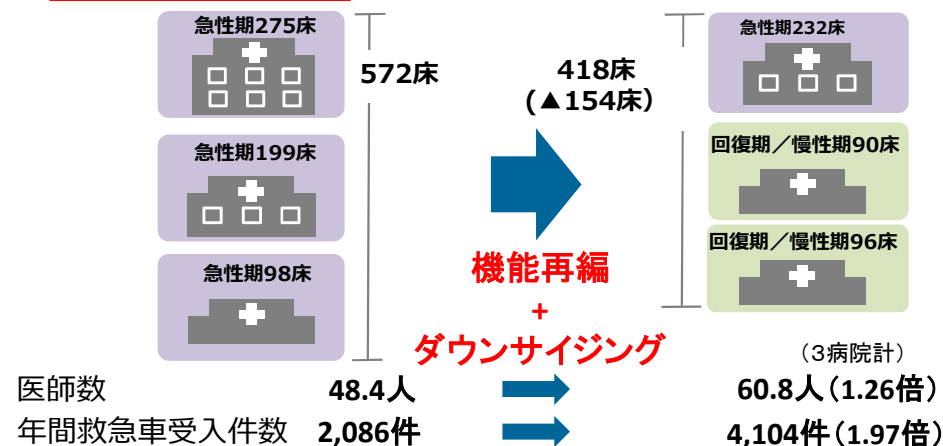 急性期275床
572床
急性期199床
急性期98床
418床
(▲154床)
機能再編
+
ダウンサイジング
急性期232床
回復期／慢性期90床
回復期／慢性期96床
（3病院計）
医師数 48.4人 60.8人（1.26倍）
年間救急車受入件数 2,086件 4,104件（1.97倍）